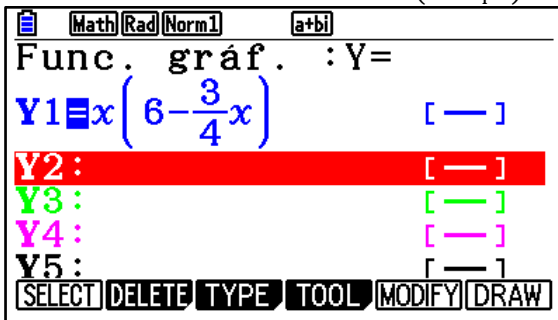 Math Rad Norm1 a+bi
Func. gráf. :Y=
Y1=x(6-3/4x) [—]
Y2: [—]
Y3: [—]
Y4: [—]
Y5: [—]
SELECT DELETE TYPE TOOL MODIFY DRAW